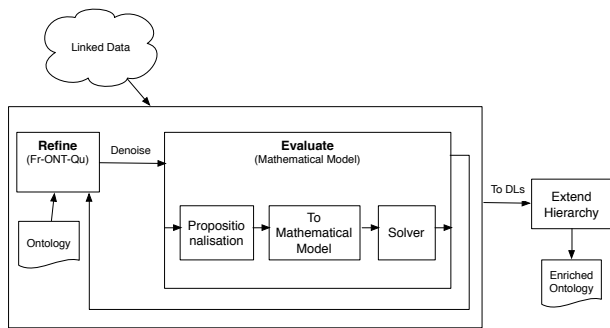 Linked Data
Refine
(Fr-ONT-Qu)
Denoise
Evaluate
(Mathematical Model)
To DLs
Extend
Hierarchy
Ontology
Propositio
nalisation
To
Mathematical
Model
Solver
Enriched
Ontology